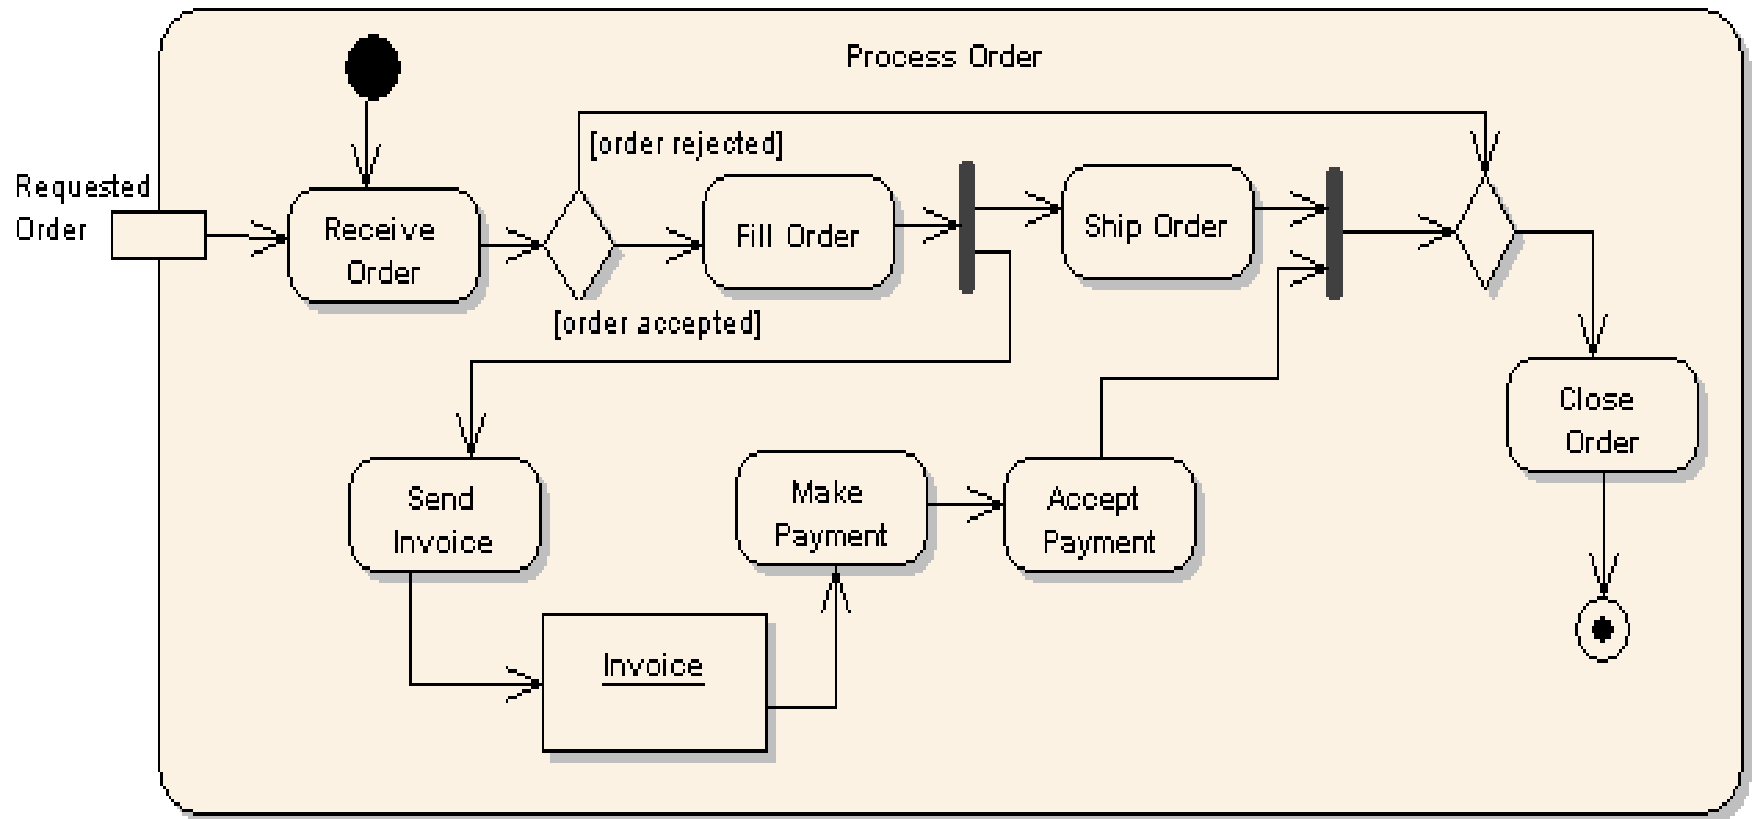 Process Order
[order rejected]
Requested
Order
Receive
Order
Fill Order
Ship Order
[order accepted]
Close
Order
Send
Invoice
Make
Payment
Accept
Payment
Invoice